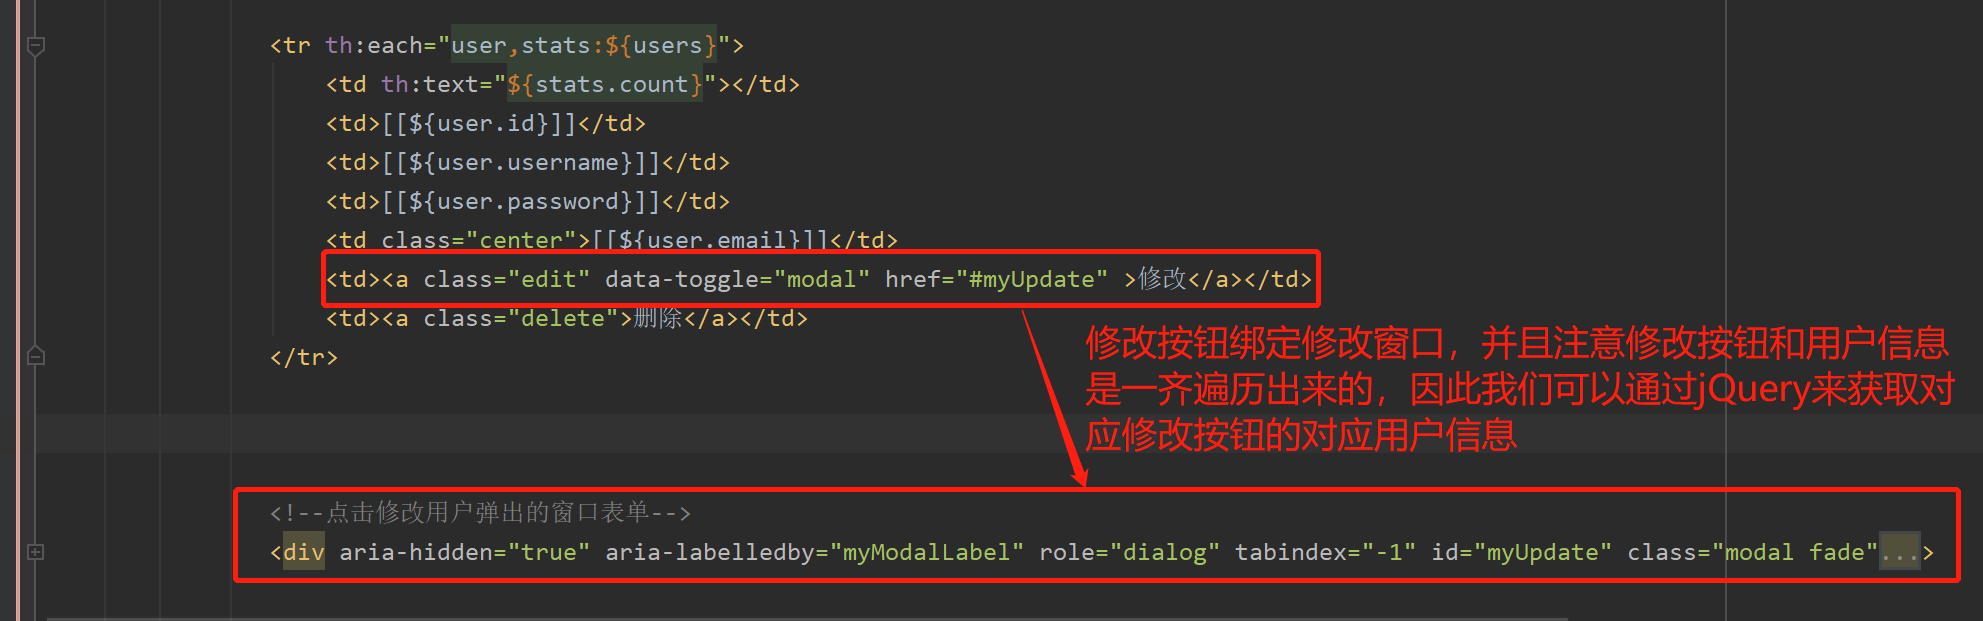 <tr th:each="user,stats:${users}">
<td th:text="${stats.count}"></td>
<td>[[${user.id}]]</td>
<td>[[${user.username}]]</td>
<td>[[${user.password}]]</td>
<td class="center">[[${user.email}]]</td>
<td><a class="edit" data-toggle="modal" href="#myUpdate" >修改</a></td>
<td><a class="delete">删除</a></td>
</tr>
修改按钮绑定修改窗口，并且注意修改按钮和用户信息
是一齐遍历出来的，因此我们可以通过jQuery来获取对
应修改按钮的对应用户信息
<!--点击修改用户弹出的窗口表单-->
<div aria-hidden="true" aria-labelledby="myModalLabel" role="dialog" tabindex="-1" id="myUpdate" class="modal fade"...>